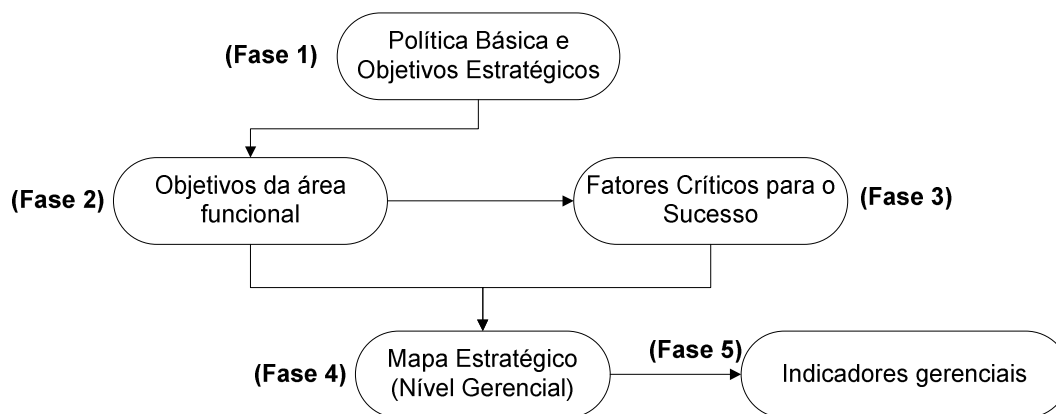 (Fase 1)
Política Básica e
Objetivos Estratégicos
(Fase 2)
Objetivos da área
funcional
Fatores Críticos para o
Sucesso
(Fase 3)
(Fase 4)
Mapa Estratégico
(Nível Gerencial)
(Fase 5)
Indicadores gerenciais